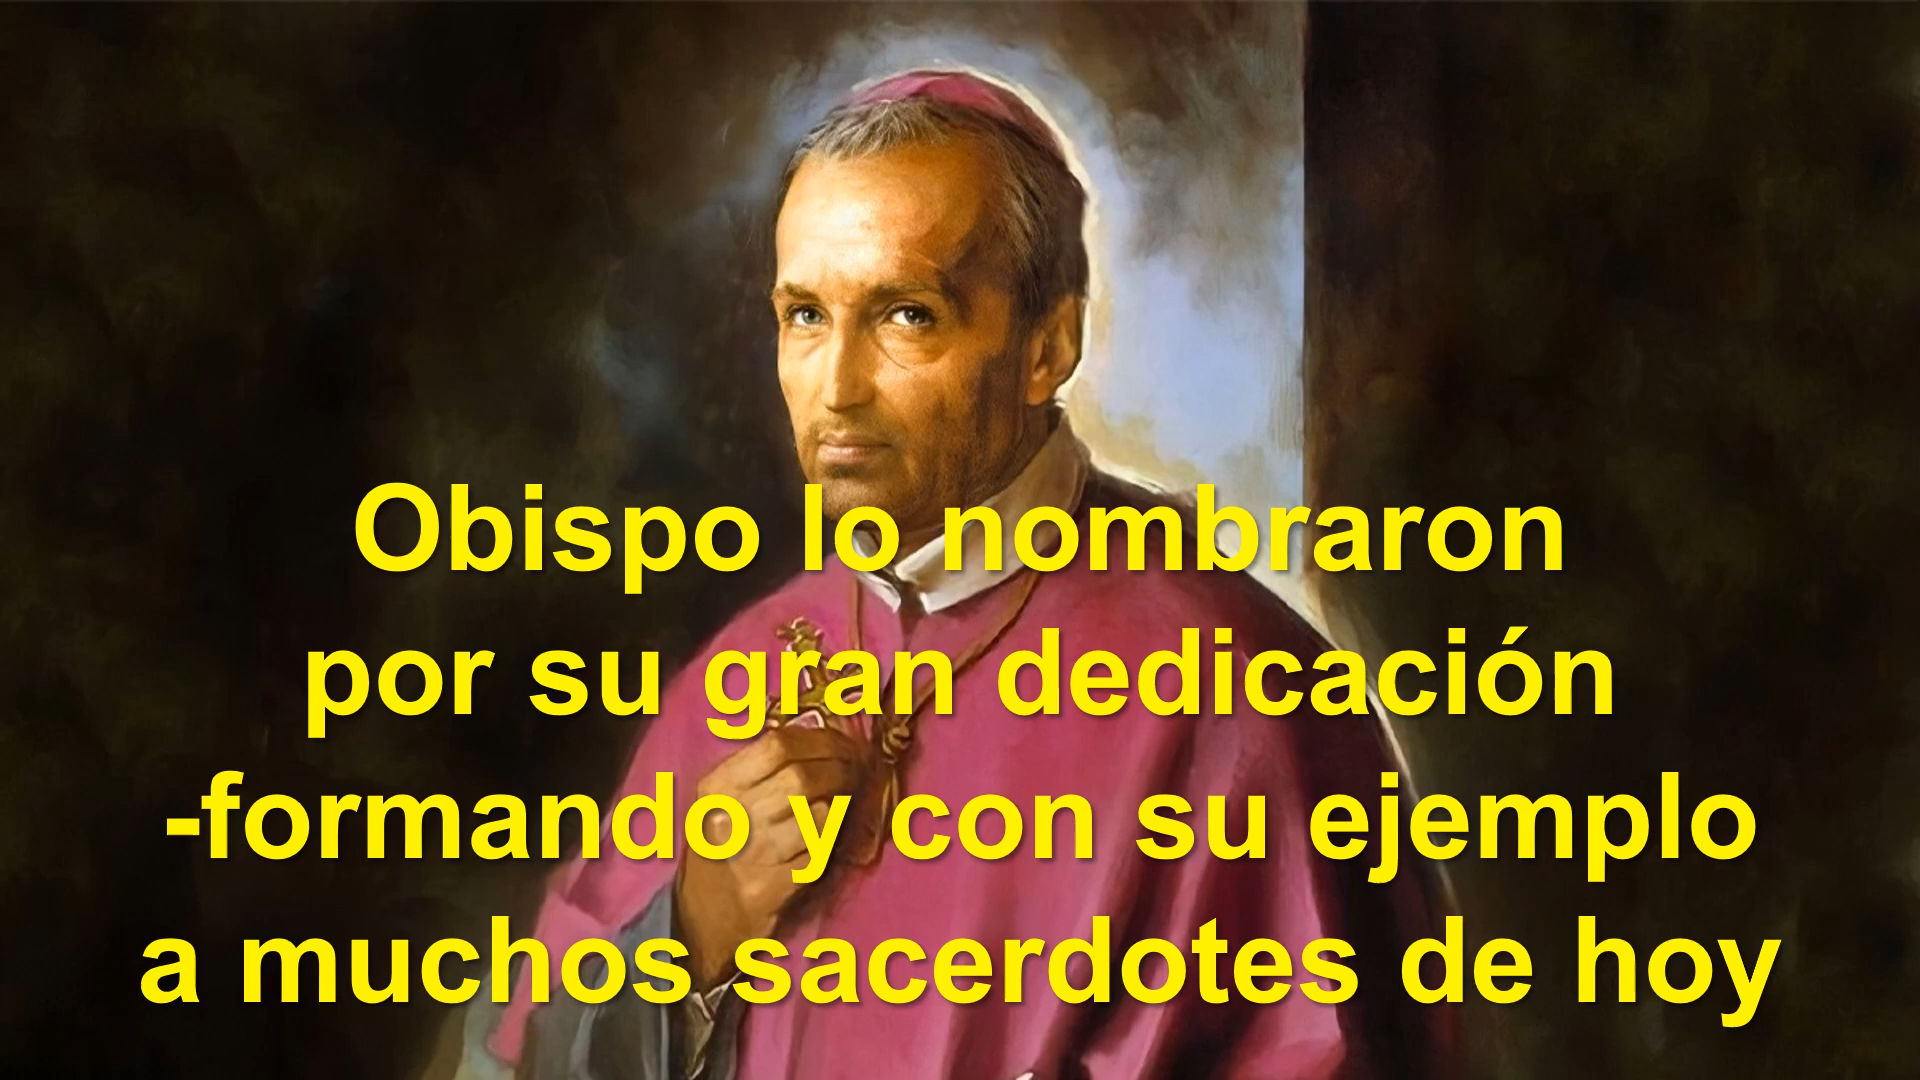 Obispo lo nombraron
por su gran dedicación
-formando y con su ejemplo
a muchos sacerdotes de hoy